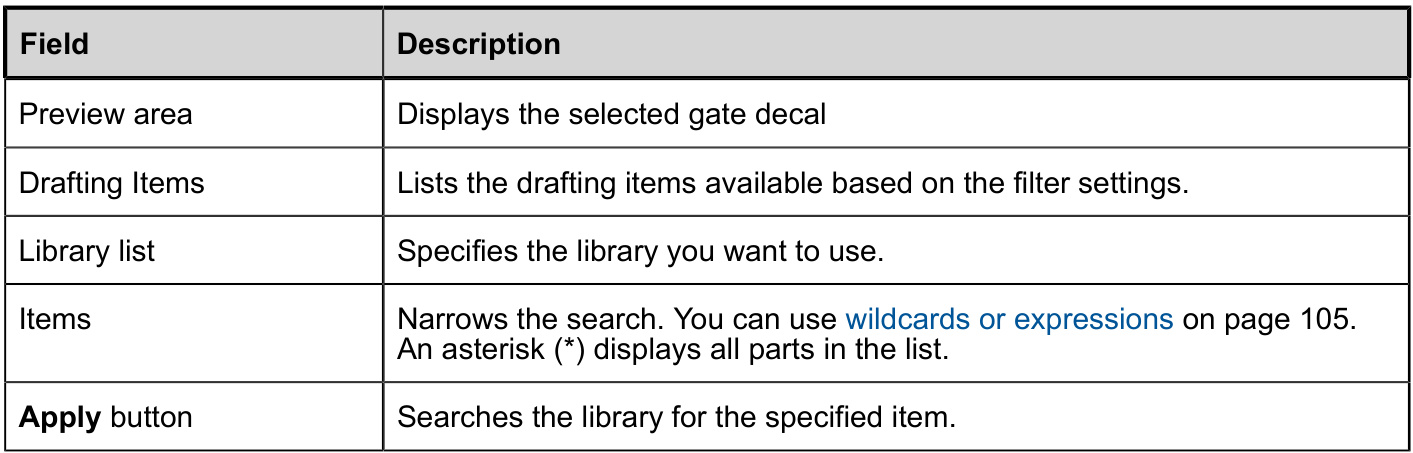 Field Description
Preview area Displays the selected gate decal
Drafting Items Lists the drafting items available based on the filter settings.
Library list Specifies the library you want to use.
Items Narrows the search. You can use wildcards or expressions on page 105.
An asterisk (*) displays all parts in the list.
Apply button Searches the library for the specified item.